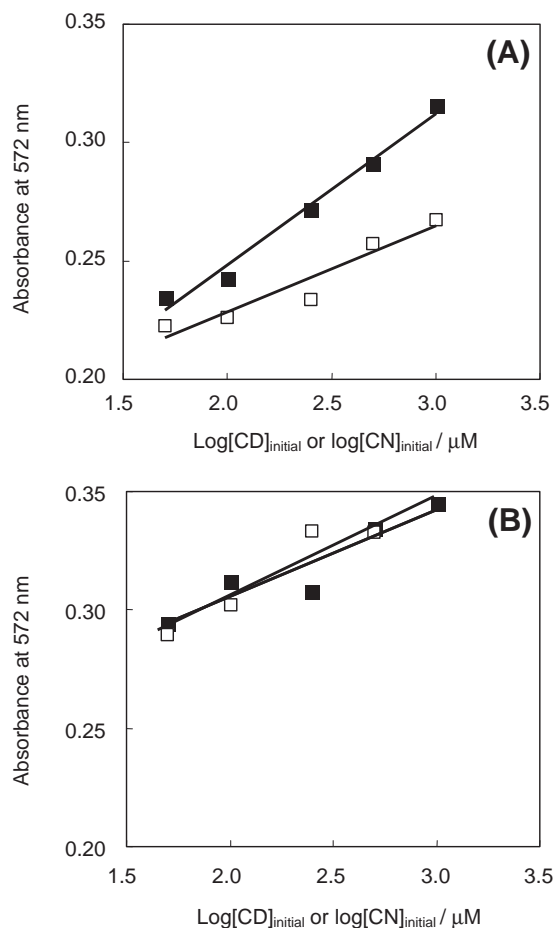 0.35
(A)
0.30
0.25
0.20
1.5 2.0 2.5 3.0 3.5
Absorbance at 572 nm
Log[CD]initial or log[CN]initial / μM
0.35
(B)
0.30
0.25
0.20
1.5 2.0 2.5 3.0 3.5
Absorbance at 572 nm
Log[CD]initial or log[CN]initial / μM